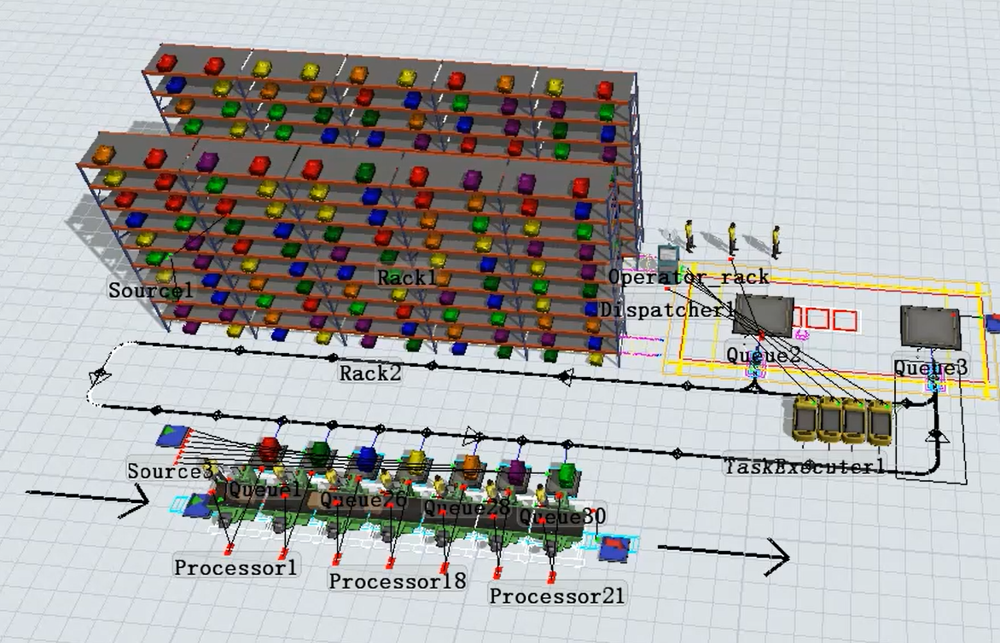 Source1
Rack1
Operator rack
Dispatcher1
Queue2
Queue3
Rack2
TaskExecuter1
Source3
Queue1
Queue26
Queue28
Queue30
Processor1
Processor18
Processor21